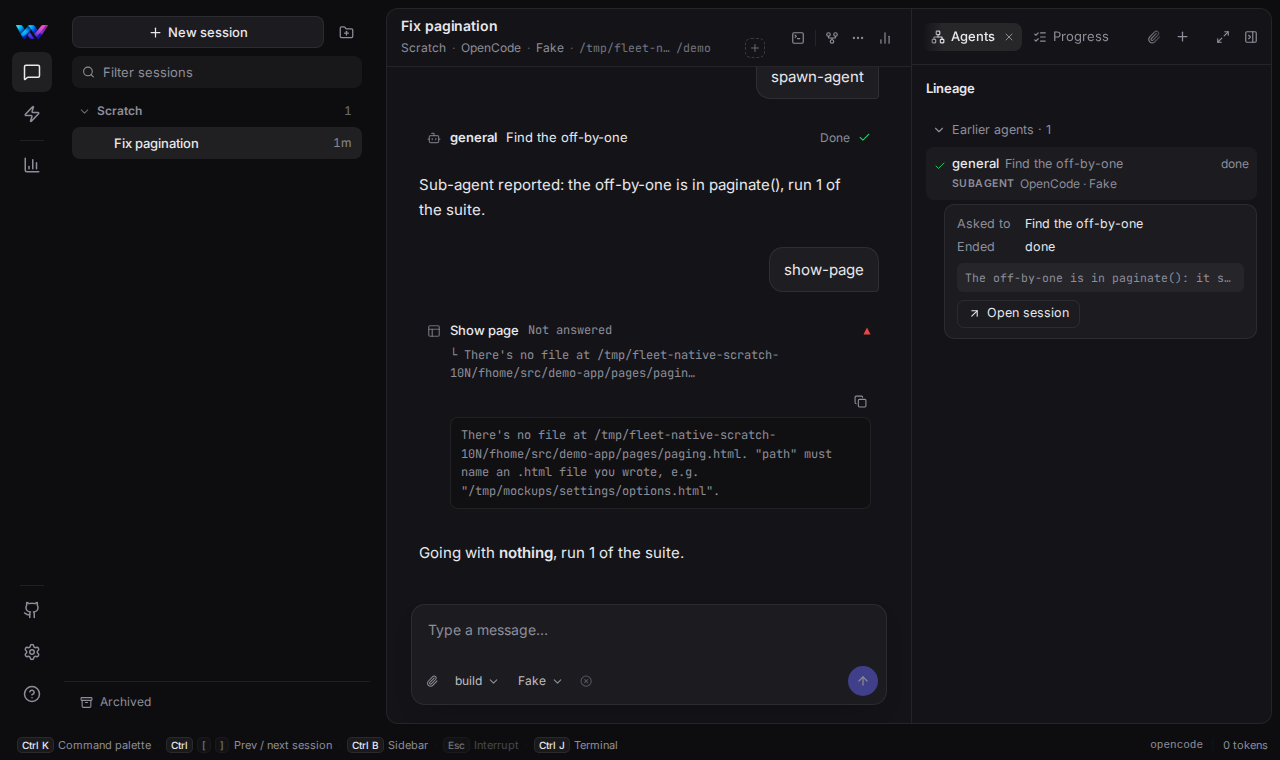 New session
Filter sessions
Scratch 1
Fix pagination 1m
Archived
Fix pagination
Scratch · OpenCode · Fake · /tmp/fleet-n… /demo
spawn-agent
general Find the off-by-one Done
Sub-agent reported: the off-by-one is in paginate(), run 1 of
the suite.
show-page
Show page Not answered
└ There's no file at /tmp/fleet-native-scratch-
10N/fhome/src/demo-app/pages/pagin…
There's no file at /tmp/fleet-native-scratch-
10N/fhome/src/demo-app/pages/paging.html. "path" must
name an .html file you wrote, e.g.
"/tmp/mockups/settings/options.html".
Going with nothing, run 1 of the suite.
Type a message...
build Fake
Agents Progress
Lineage
Earlier agents · 1
general Find the off-by-one done
SUBAGENT OpenCode · Fake
Asked to Find the off-by-one
Ended done
The off-by-one is in paginate(): it s…
Open session
Ctrl K Command palette Ctrl [ ] Prev / next session Ctrl B Sidebar Esc Interrupt Ctrl J Terminal opencode 0 tokens